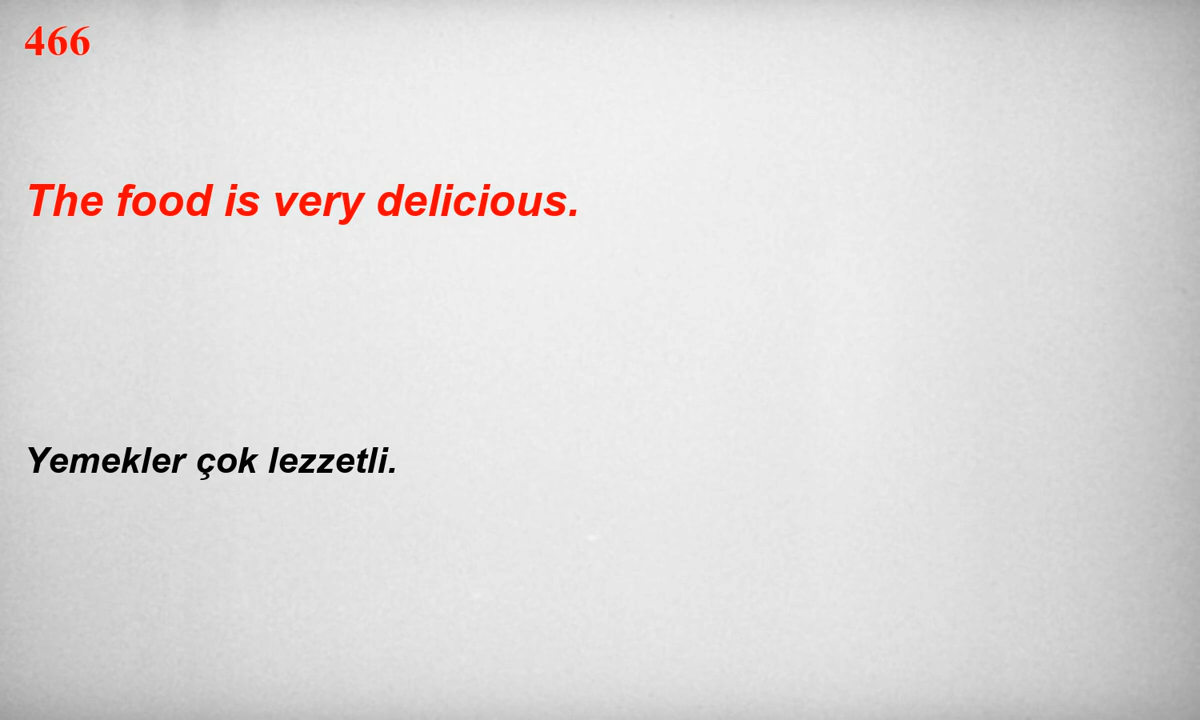 466
The food is very delicious.
Yemekler çok lezzetli.